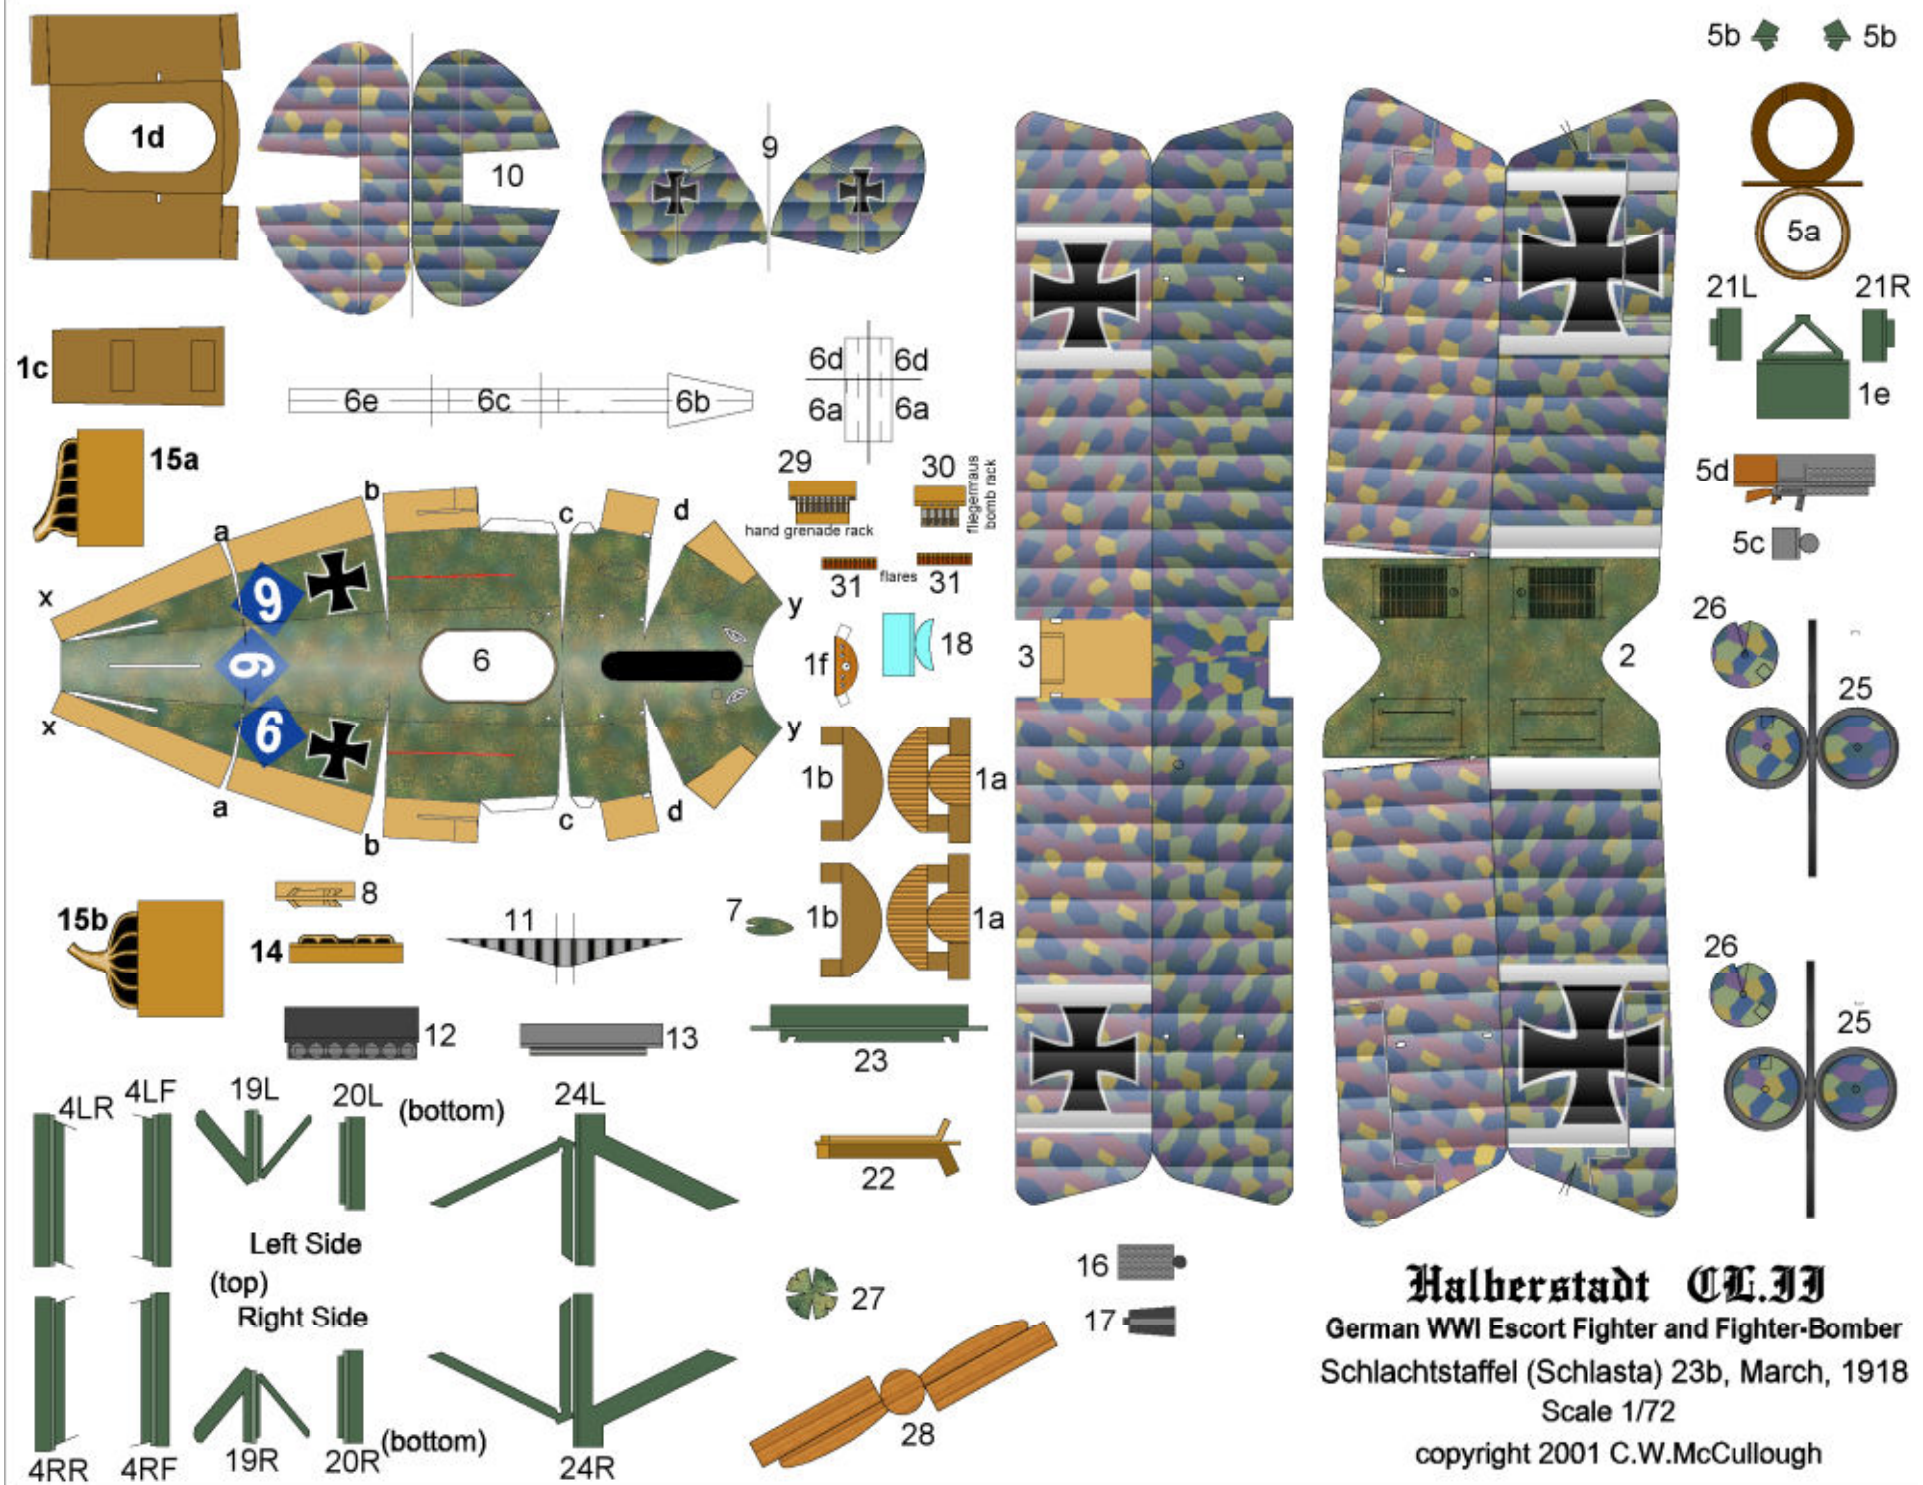 1d
10
9
5b
5b
5a
21L
21R
1e
1c
6e
6c
6b
6d
6d
6a
6a
15a
29
hand grenade rack
30
fliegermaus
bomb rack
31
flares
31
5d
5c
a
b
c
d
x
y
9
9
6
6
x
y
a
b
c
d
1f
18
3
2
26
25
1b
1a
1b
1a
7
15b
8
14
11
12
13
23
26
25
4LR
4LF
19L
20L
(bottom)
24L
22
Left Side
(top)
Right Side
4RR
4RF
19R
20R
(bottom)
24R
27
28
16
17
Halberstadt CL.II
German WWI Escort Fighter and Fighter-Bomber
Schlachtstaffel (Schlasta) 23b, March, 1918
Scale 1/72
copyright 2001 C.W.McCullough